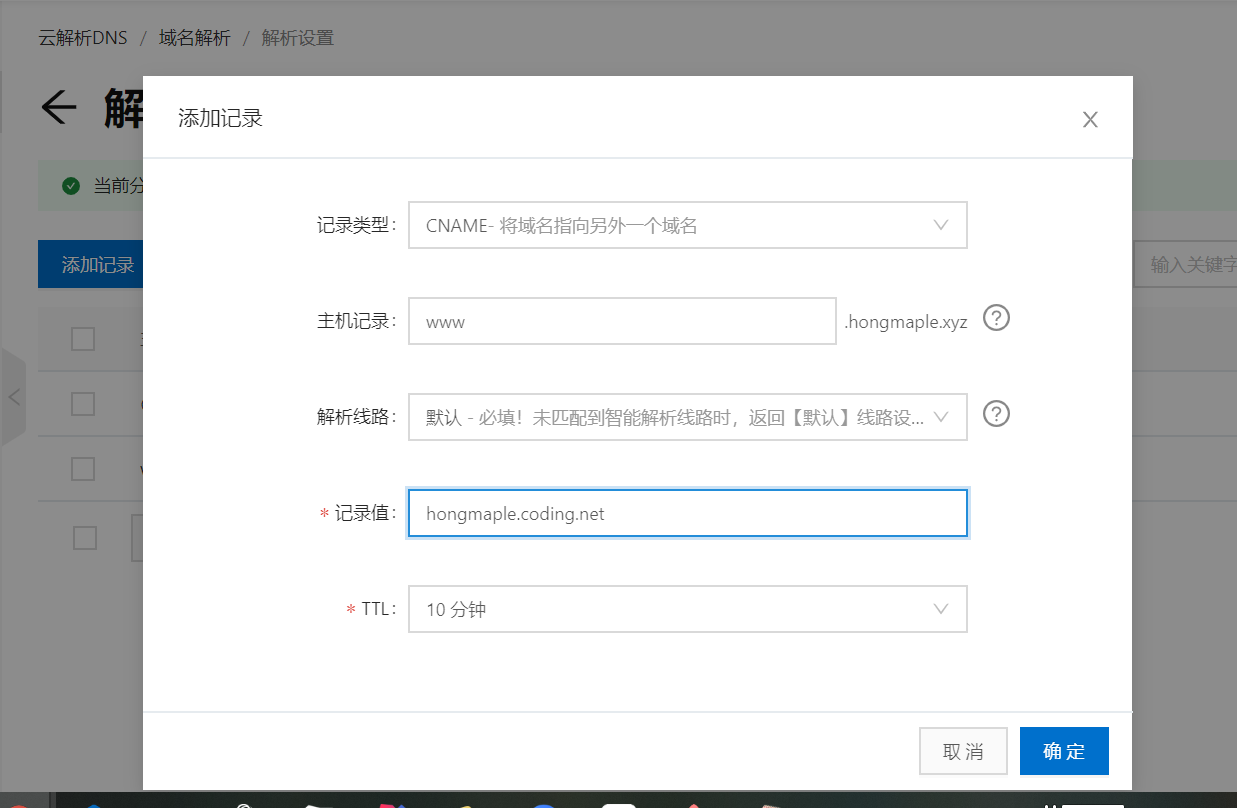 云解析DNS / 域名解析 / 解析设置
解
添加记录
X
当前分
记录类型: CNAME- 将域名指向另外一个域名
添加记录
输入关键字
主机记录: www .hongmaple.xyz ?
解析线路: 默认 - 必填！未匹配到智能解析线路时，返回【默认】线路设... ?
* 记录值: hongmaple.coding.net
* TTL: 10 分钟
取 消 确 定